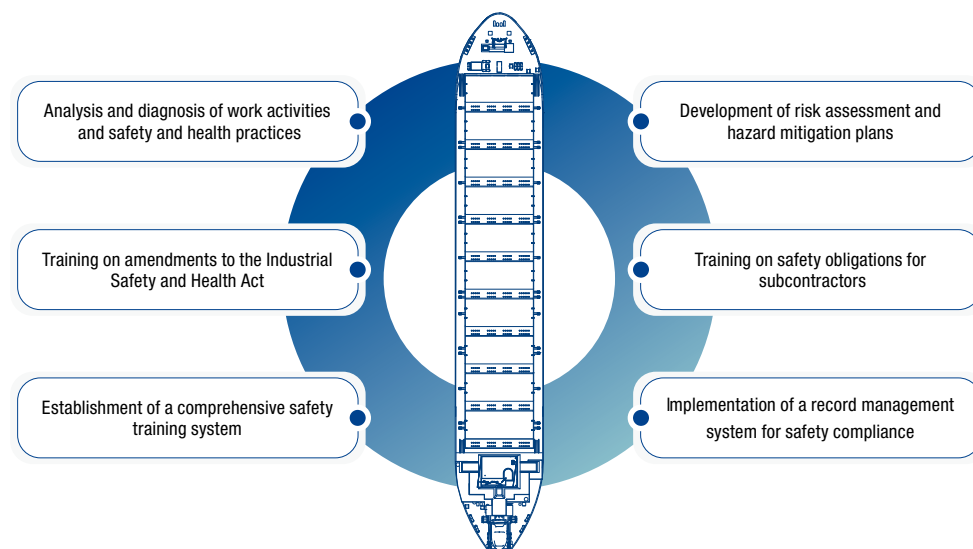 Analysis and diagnosis of work activities
and safety and health practices
Development of risk assessment and
hazard mitigation plans
Training on amendments to the Industrial
Safety and Health Act
Training on safety obligations for
subcontractors
Establishment of a comprehensive safety
training system
Implementation of a record management
system for safety compliance